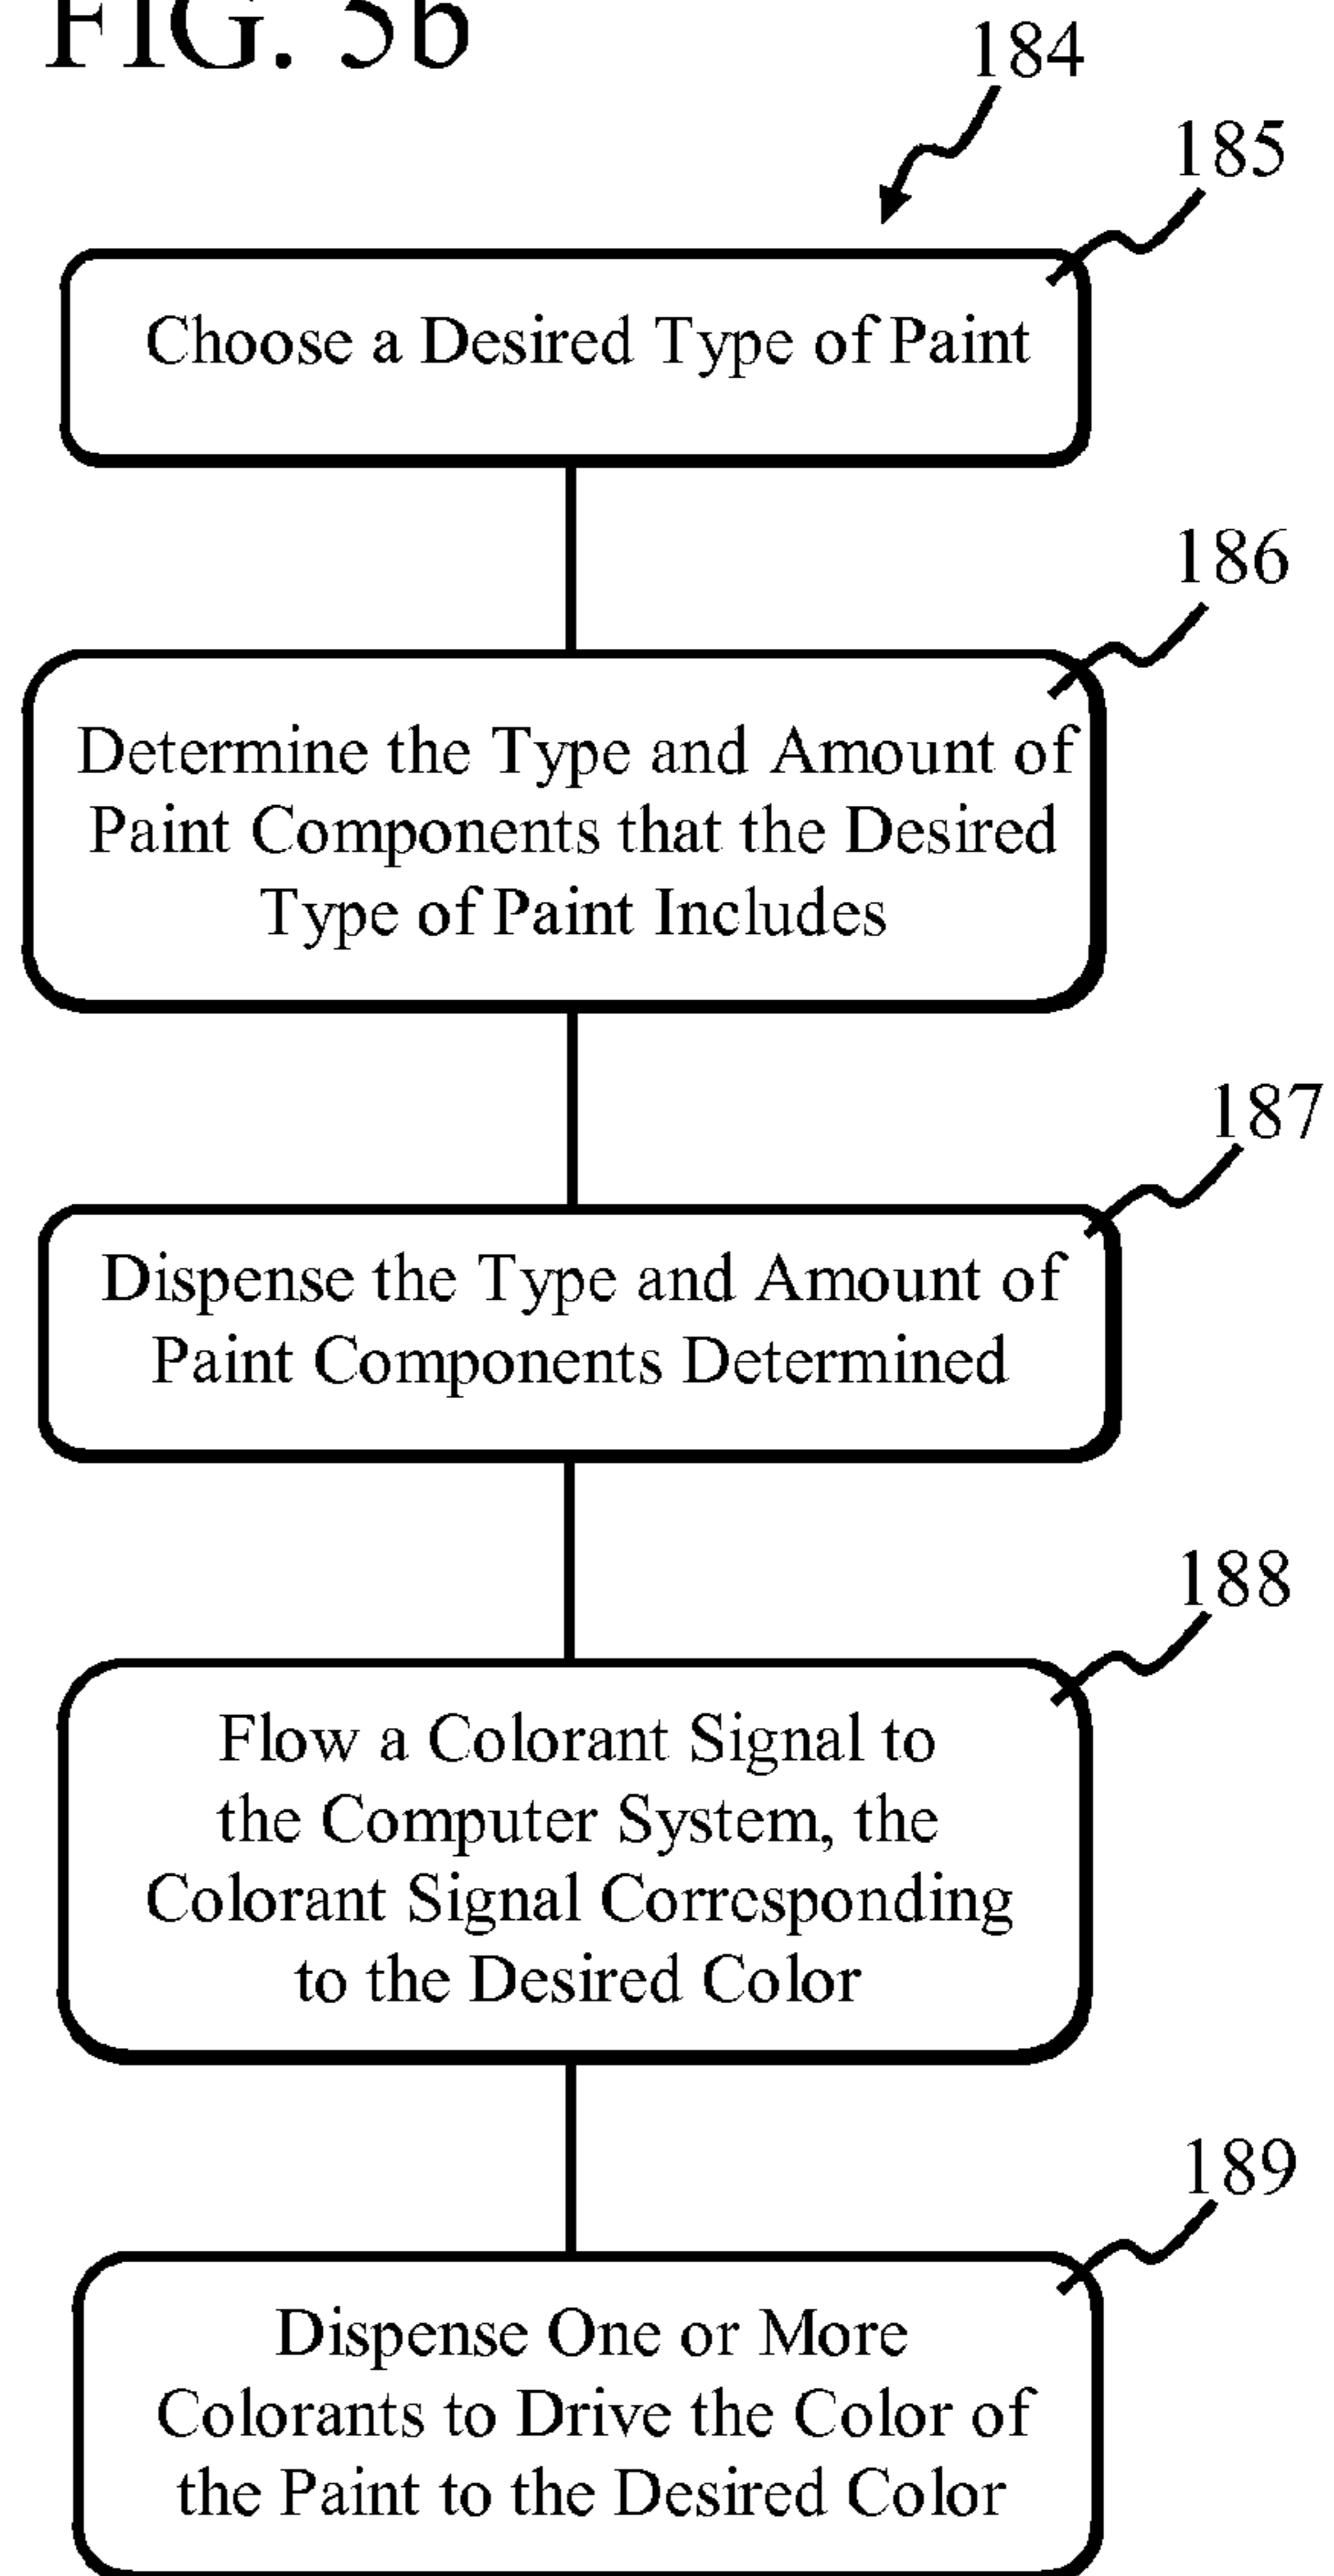 FIG. 5b
184
185
Choose a Desired Type of Paint
186
Determine the Type and Amount of
Paint Components that the Desired
Type of Paint Includes
187
Dispense the Type and Amount of
Paint Components Determined
188
Flow a Colorant Signal to
the Computer System, the
Colorant Signal Corresponding
to the Desired Color
189
Dispense One or More
Colorants to Drive the Color of
the Paint to the Desired Color